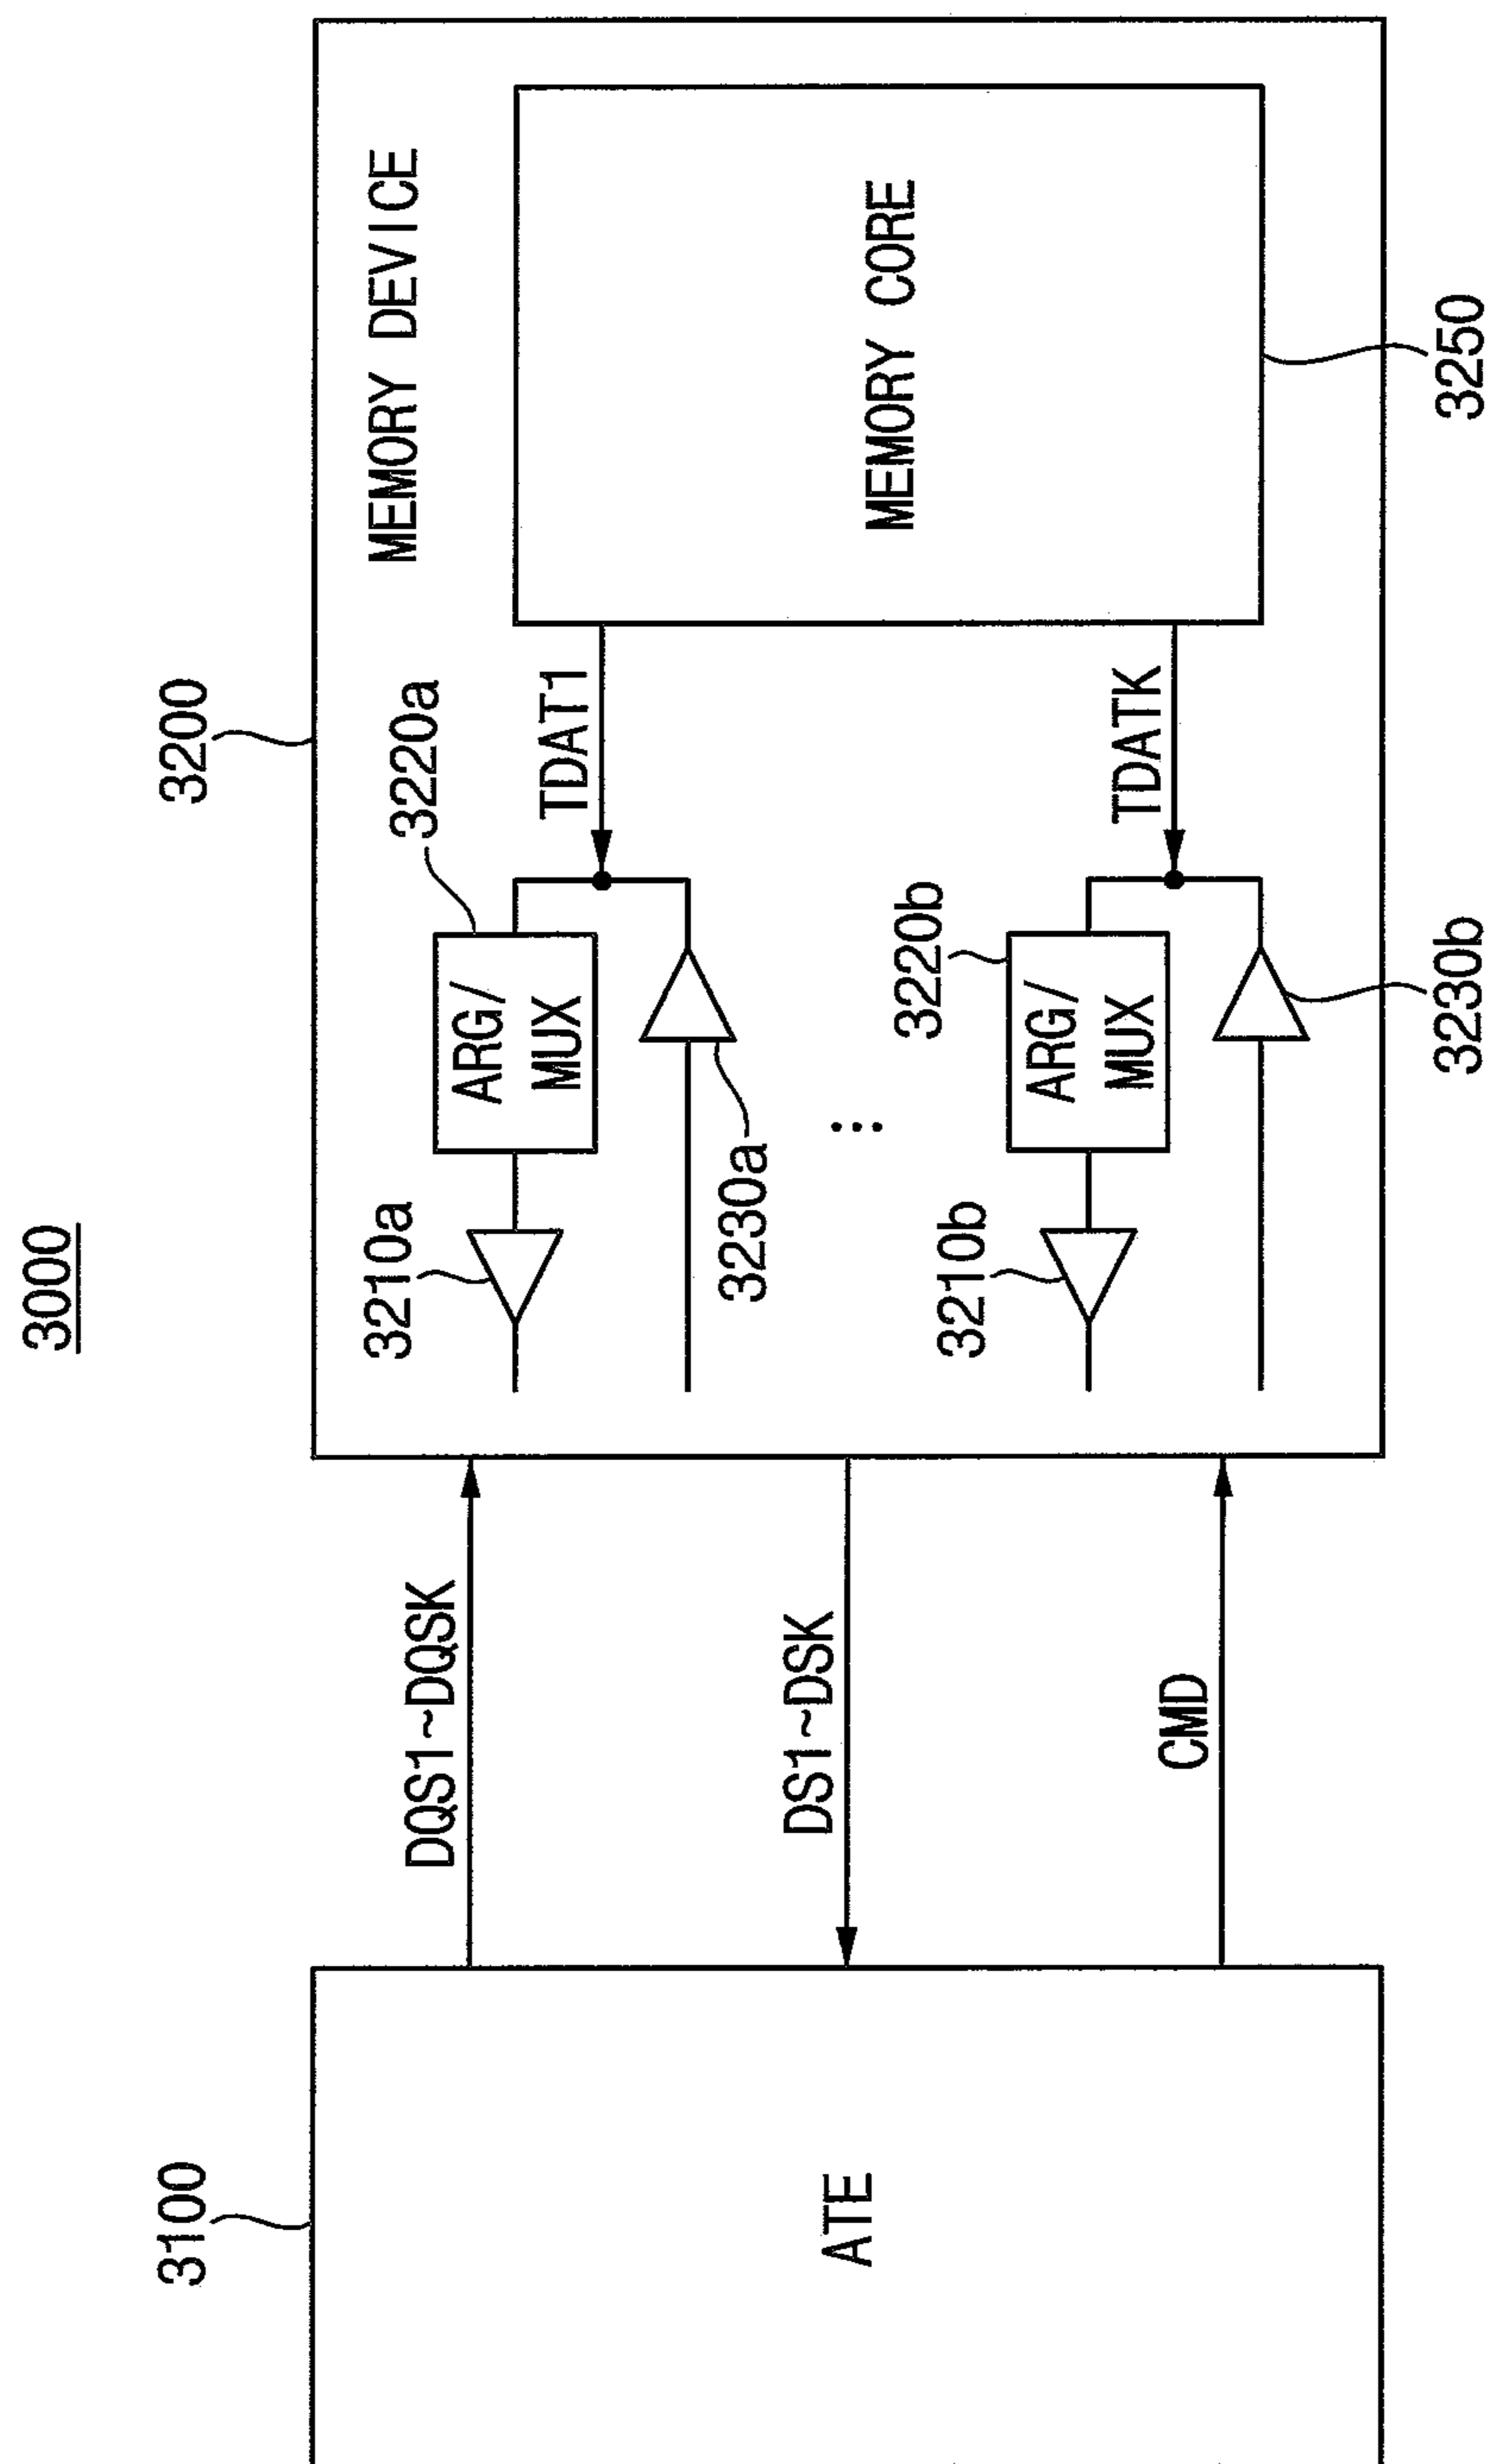 3000
3100
3200
ATE
DQS1~DQSK
DS1~DSK
CMD
MEMORY DEVICE
3210a
3220a
ARG/
MUX
TDAT1
3230a
3210b
3220b
ARG/
MUX
TDATK
3230b
MEMORY CORE
3250